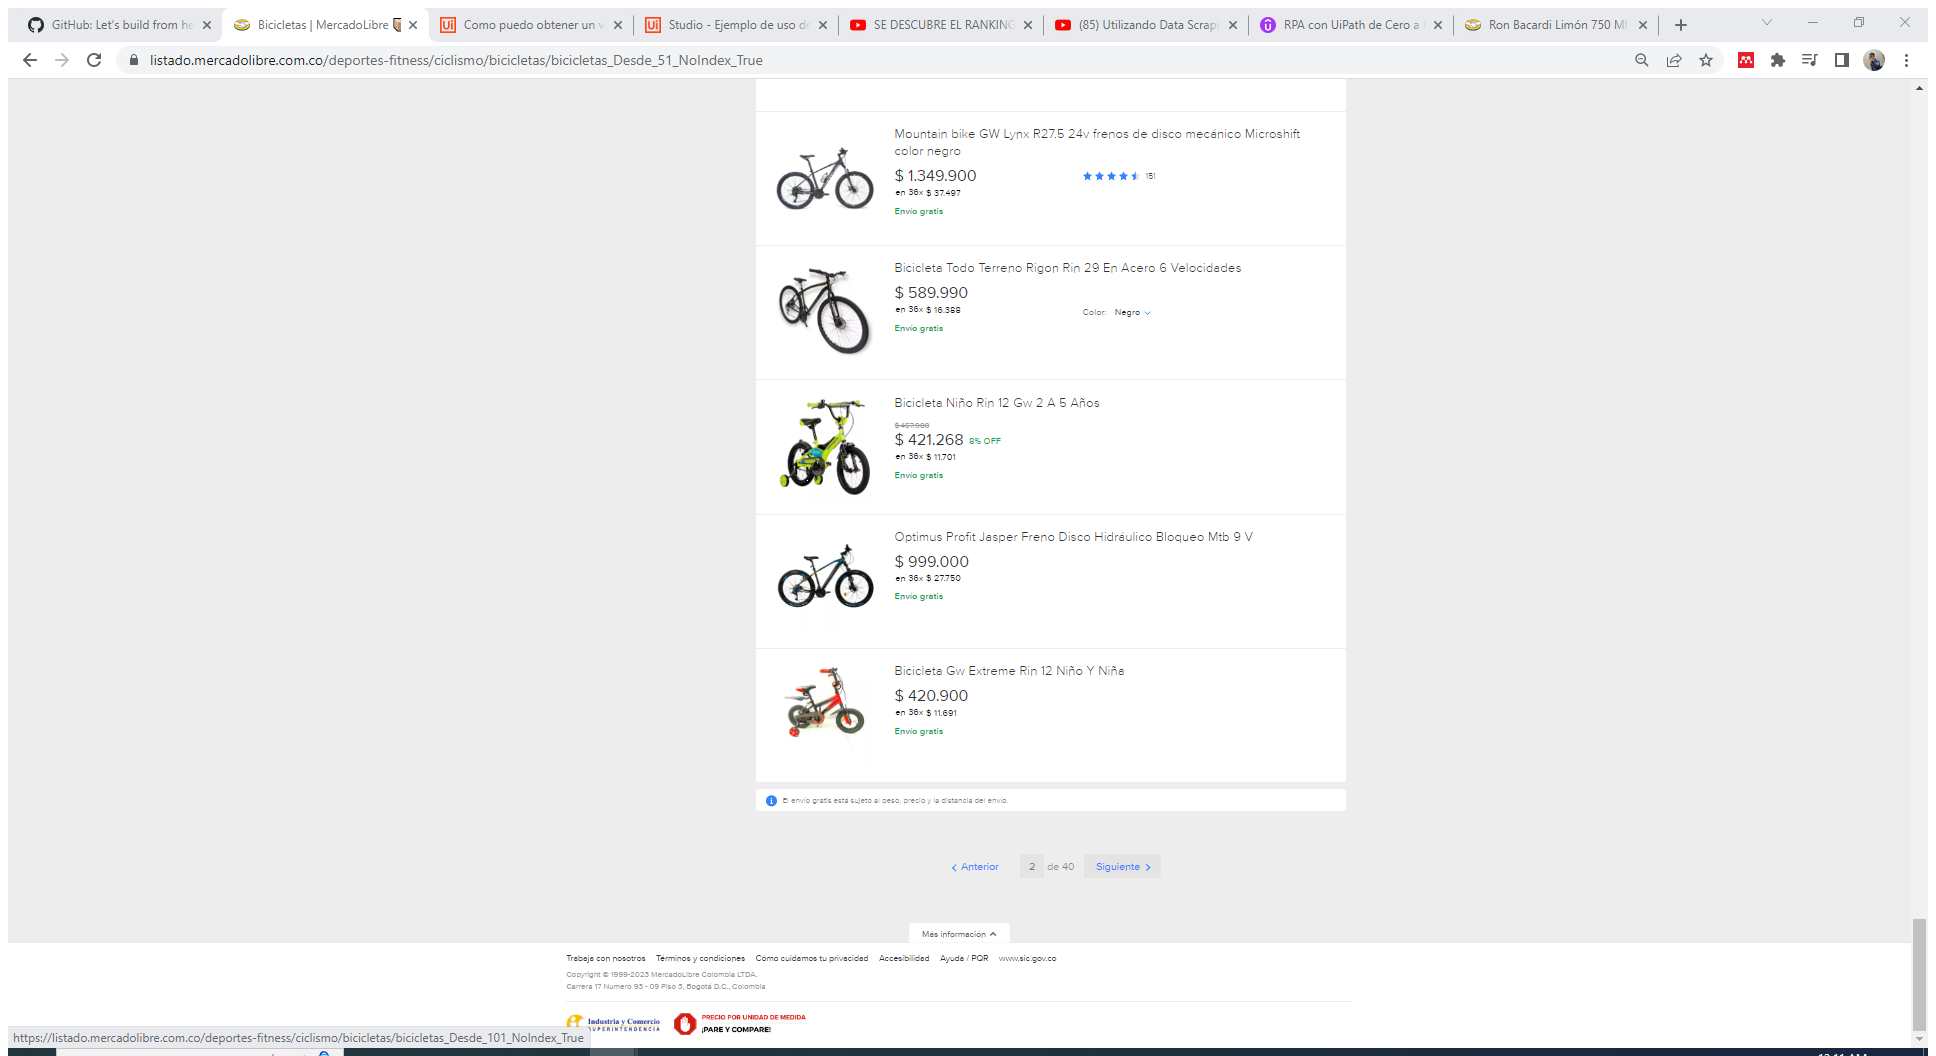 GitHub: Let's build from he
Bicicletas | MercadoLibre
Como puedo obtener un v
Studio - Ejemplo de uso de
SE DESCUBRE EL RANKING
(85) Utilizando Data Scrapi
RPA con UiPath de Cero a
Ron Bacardi Limón 750 Ml
listado.mercadolibre.com.co/deportes-fitness/ciclismo/bicicletas/bicicletas_Desde_51_NoIndex_True
Mountain bike GW Lynx R27.5 24v frenos de disco mecánico Microshift
color negro
$ 1.349.900
151
en 36x $ 37.497
Envío gratis
Bicicleta Todo Terreno Rigon Rin 29 En Acero 6 Velocidades
$ 589.990
en 36x $ 16.388
Color: Negro
Envío gratis
Bicicleta Niño Rin 12 Gw 2 A 5 Años
$ 457.900
$ 421.268 8% OFF
en 36x $ 11.701
Envío gratis
Optimus Profit Jasper Freno Disco Hidráulico Bloqueo Mtb 9 V
$ 999.000
en 36x $ 27.750
Envío gratis
Bicicleta Gw Extreme Rin 12 Niño Y Niña
$ 420.900
en 36x $ 11.691
Envío gratis
El envío gratis está sujeto al peso, precio y la distancia del envío.
Anterior 2 de 40 Siguiente
Más información
Trabaja con nosotros Términos y condiciones Cómo cuidamos tu privacidad Accesibilidad Ayuda / PQR www.sic.gov.co
Copyright © 1999-2023 MercadoLibre Colombia LTDA.
Carrera 17 Numero 93 - 09 Piso 3, Bogotá D.C., Colombia
Industria y Comercio
SUPERINTENDENCIA
PRECIO POR UNIDAD DE MEDIDA
¡PARE Y COMPARE!
https://listado.mercadolibre.com.co/deportes-fitness/ciclismo/bicicletas/bicicletas_Desde_101_NoIndex_True